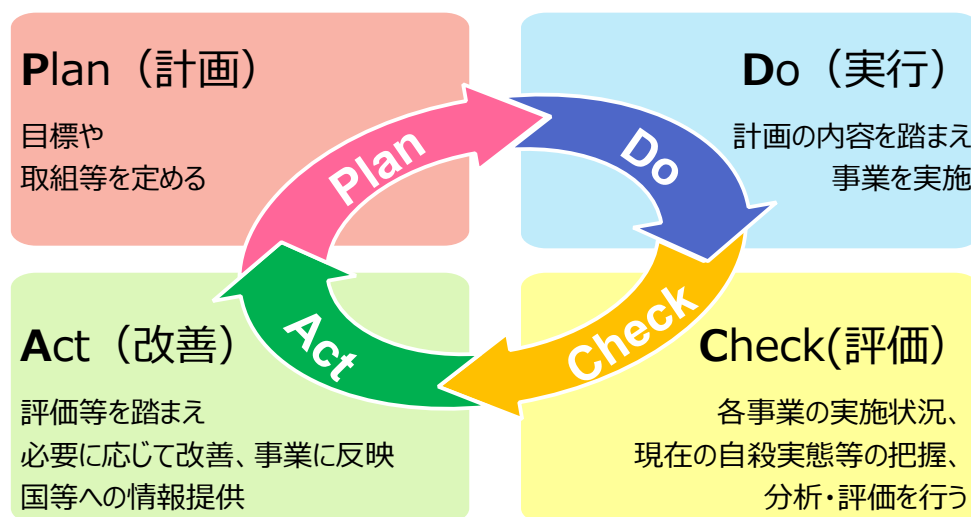 Plan（計画）
目標や
取組等を定める
Do（実行）
計画の内容を踏まえ
事業を実施
Plan
Do
Check
Act
Act（改善）
評価等を踏まえ
必要に応じて改善、事業に反映
国等への情報提供
Check(評価）
各事業の実施状況、
現在の自殺実態等の把握、
分析・評価を行う